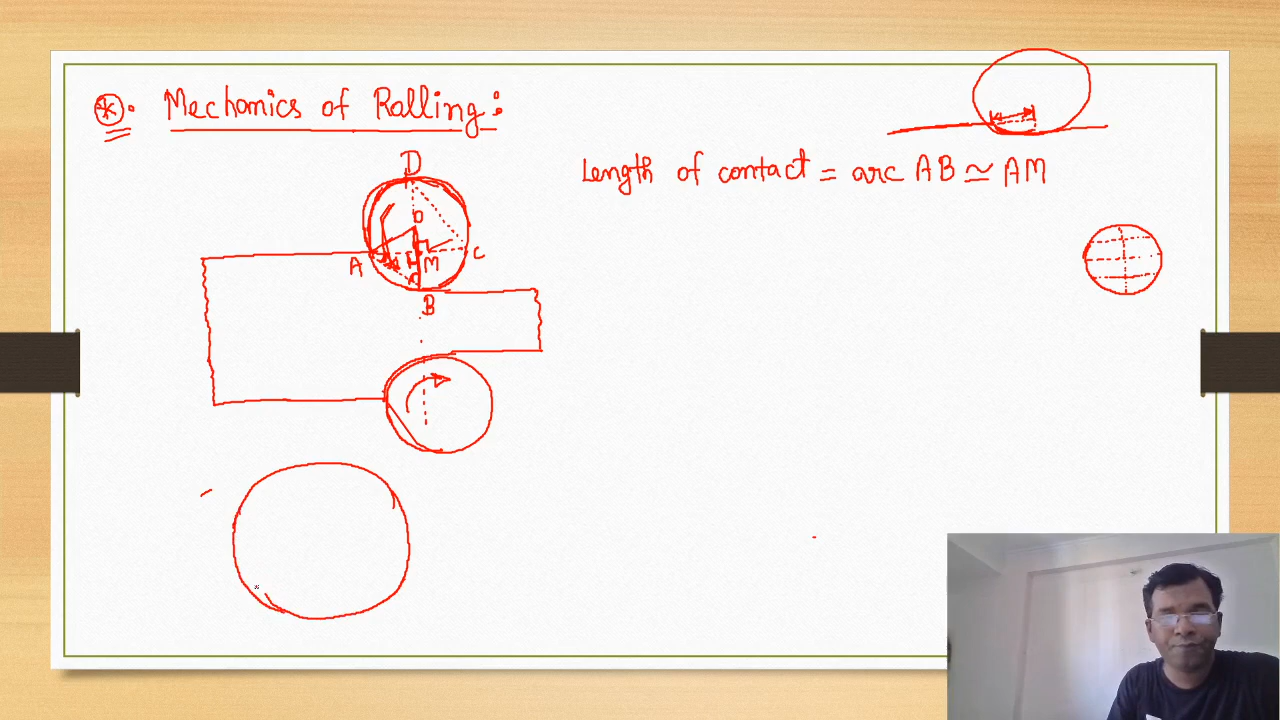 *. Mechanics of Rolling:
Length of contact = arc AB ≃ AM
D
O
A
M
C
B